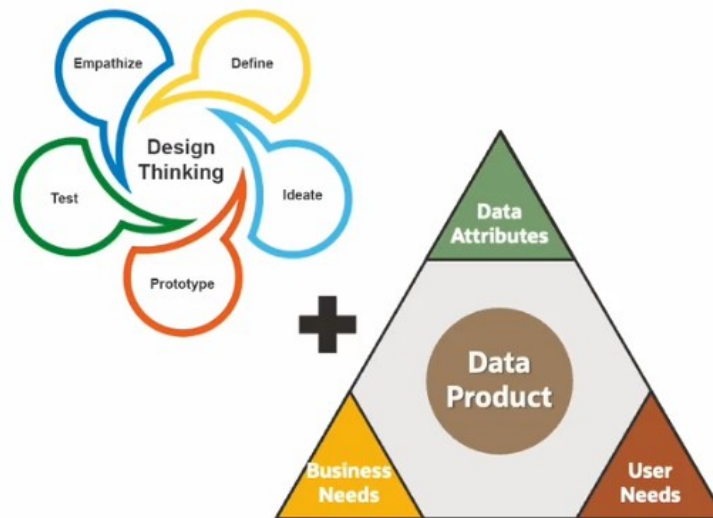 Empathize
Define
Design
Thinking
Test
Ideate
Prototype
Data
Attributes
Data
Product
Business
Needs
User
Needs